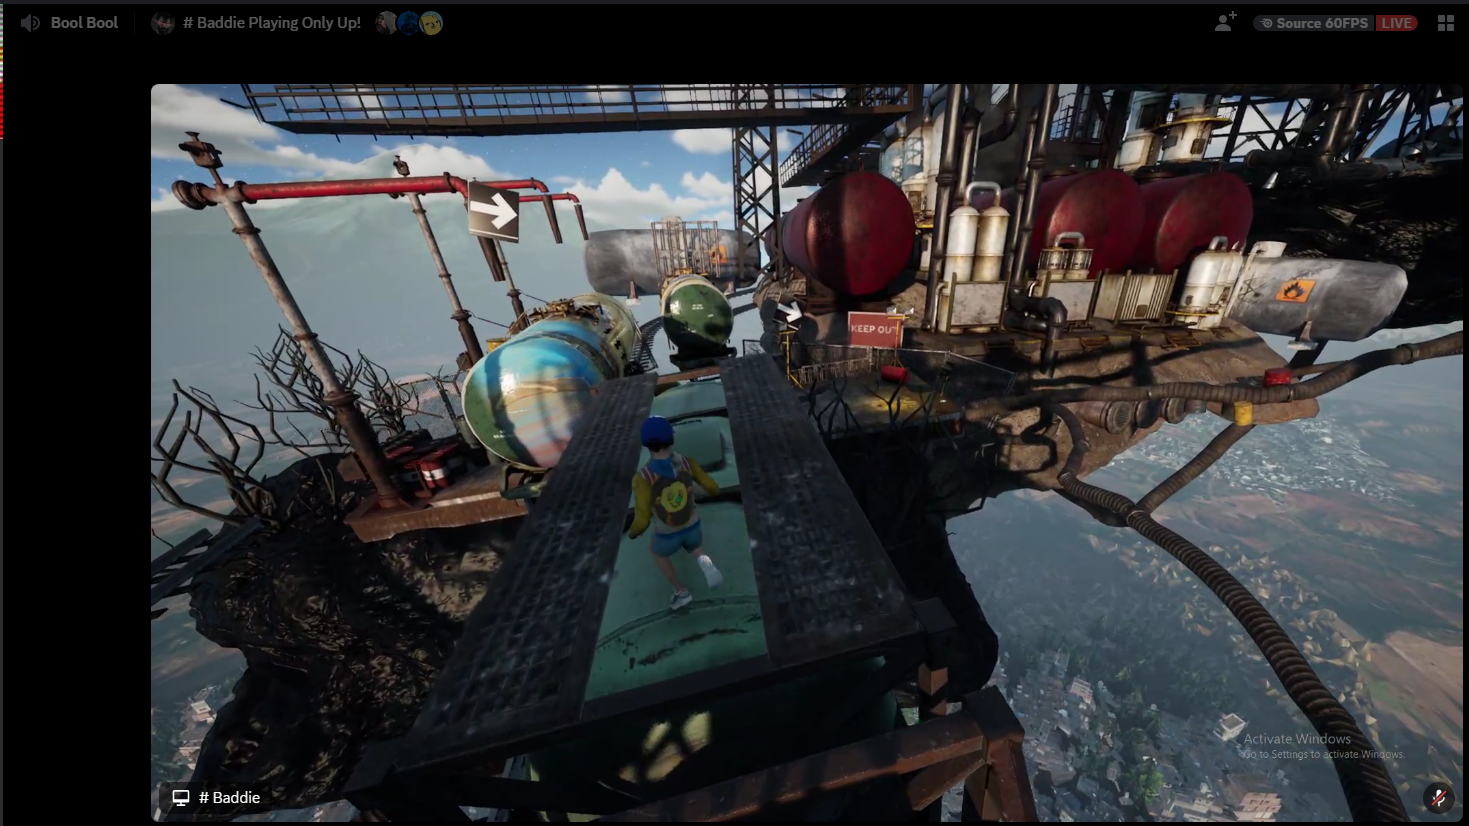 Bool Bool
# Baddie Playing Only Up!
Source 60FPS
LIVE
KEEP OUT
Activate Windows
Go to Settings to activate Windows.
# Baddie